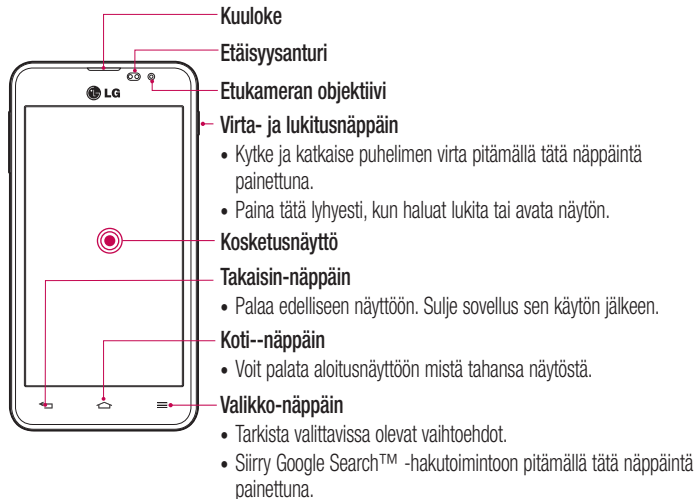 Kuuloke
Etäisyysanturi
Etukameran objektiivi
LG
Virta- ja lukitusnäppäin
• Kytke ja katkaise puhelimen virta pitämällä tätä näppäintä
painettuna.
• Paina tätä lyhyesti, kun haluat lukita tai avata näytön.
Kosketusnäyttö
Takaisin-näppäin
• Palaa edelliseen näyttöön. Sulje sovellus sen käytön jälkeen.
Koti--näppäin
• Voit palata aloitusnäyttöön mistä tahansa näytöstä.
Valikko-näppäin
• Tarkista valittavissa olevat vaihtoehdot.
• Siirry Google Search™ -hakutoimintoon pitämällä tätä näppäintä
painettuna.